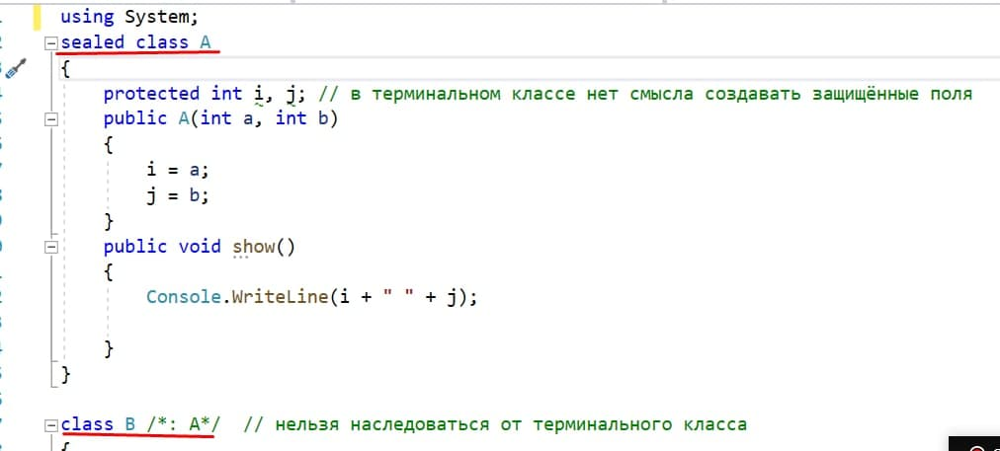 using System;
sealed class A
{
protected int i, j; // в терминальном классе нет смысла создавать защищённые поля
public A(int a, int b)
{
i = a;
j = b;
}
public void show()
{
Console.WriteLine(i + " " + j);
}
}
class B /*: A*/ // нельзя наследоваться от терминального класса
{